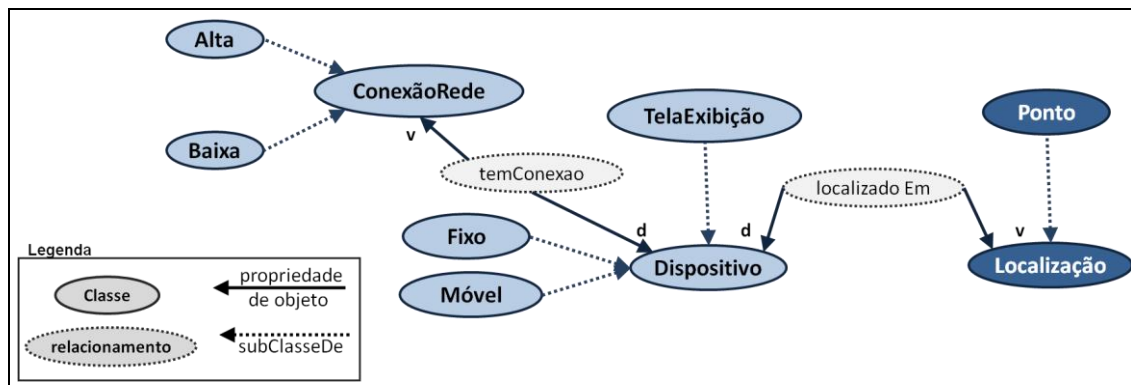 Alta
ConexãoRede
Baixa
v
TelaExibição
Ponto
temConexao
localizado Em
Fixo
d
d
v
Móvel
Dispositivo
Localização
Legenda
Classe
propriedade
de objeto
relacionamento
subClasseDe